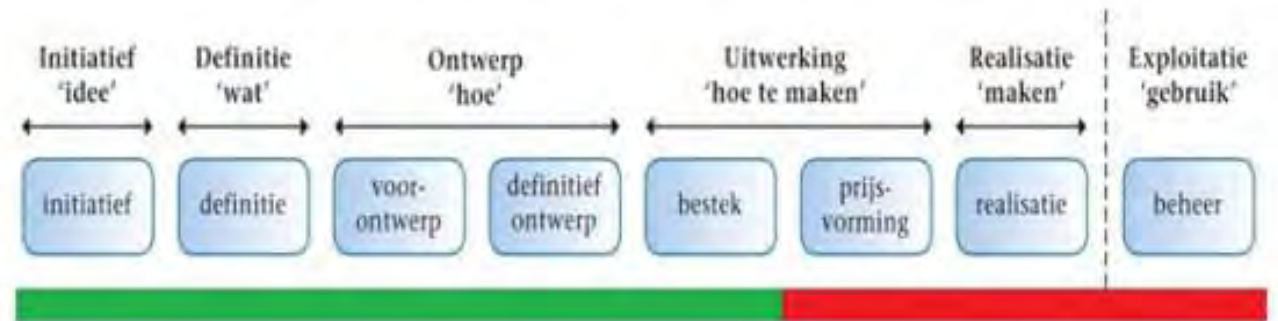 Initiatief
'idee'
Definitie
'wat'
Ontwerp
'hoe'
Uitwerking
'hoe te maken'
Realisatie
'maken'
Exploitatie
'gebruik'
initiatief
definitie
voor-
ontwerp
definitief
ontwerp
bestek
prijs-
vorming
realisatie
beheer